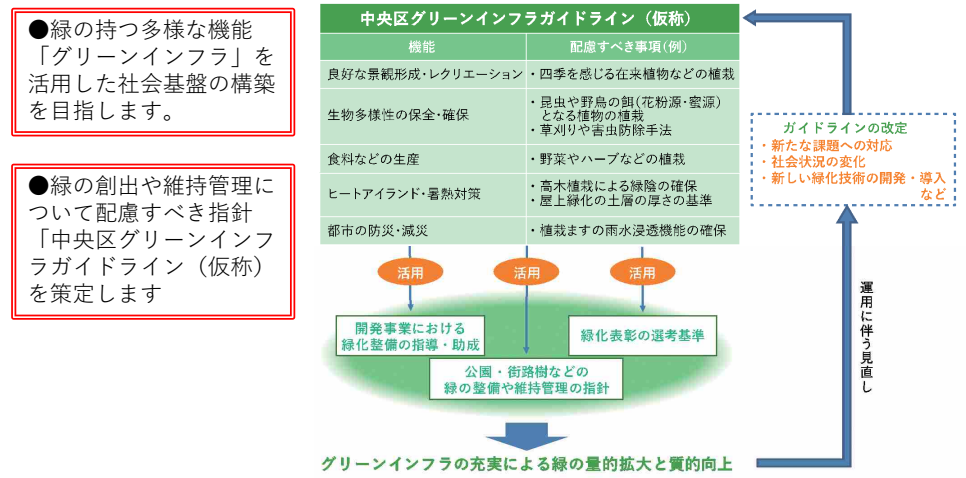 ●緑の持つ多様な機能
「グリーンインフラ」を
活用した社会基盤の構築
を目指します。
●緑の創出や維持管理に
ついて配慮すべき指針
「中央区グリーンインフ
ラガイドライン（仮称）
を策定します
中央区グリーンインフラガイドライン（仮称）
機能
配慮すべき事項（例）
良好な景観形成・レクリエーション
・四季を感じる在来植物などの植栽
生物多様性の保全・確保
・昆虫や野鳥の餌（花粉源・蜜源）
となる植物の植栽
・草刈りや害虫防除手法
食料などの生産
・野菜やハーブなどの植栽
ヒートアイランド・暑熱対策
・高木植栽による緑陰の確保
・屋上緑化の土層の厚さの基準
都市の防災・減災
・植栽ますの雨水浸透機能の確保
活用
活用
活用
開発事業における
緑化整備の指導・助成
緑化表彰の選考基準
公園・街路樹などの
緑の整備や維持管理の指針
グリーンインフラの充実による緑の量的拡大と質的向上
ガイドラインの改定
・新たな課題への対応
・社会状況の変化
・新しい緑化技術の開発・導入
など
運用に伴う見直し